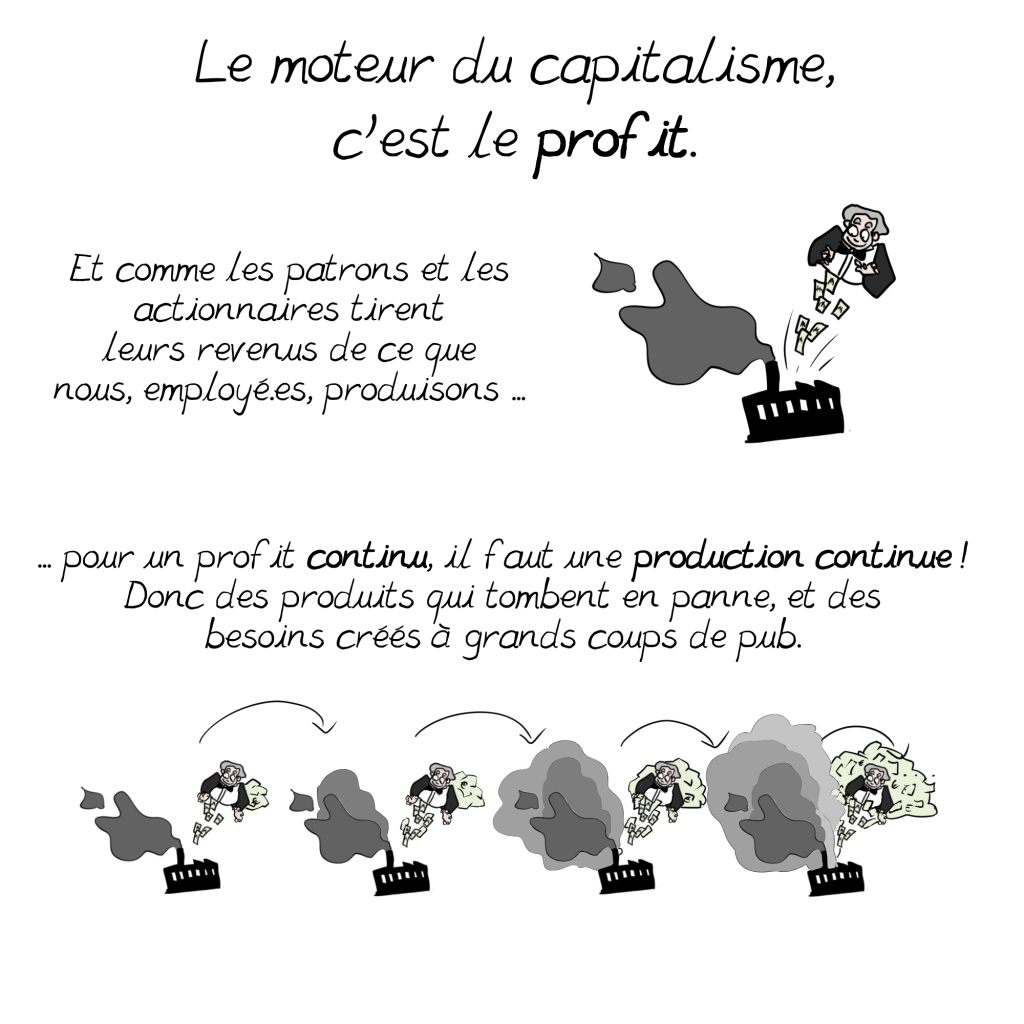 Le moteur du capitalisme,
c'est le profit.
Et comme les patrons et les
actionnaires tirent
leurs revenus de ce que
nous, employé.es, produisons ...
... pour un profit continu, il faut une production continue !
Donc des produits qui tombent en panne, et des
besoins créés à grands coups de pub.